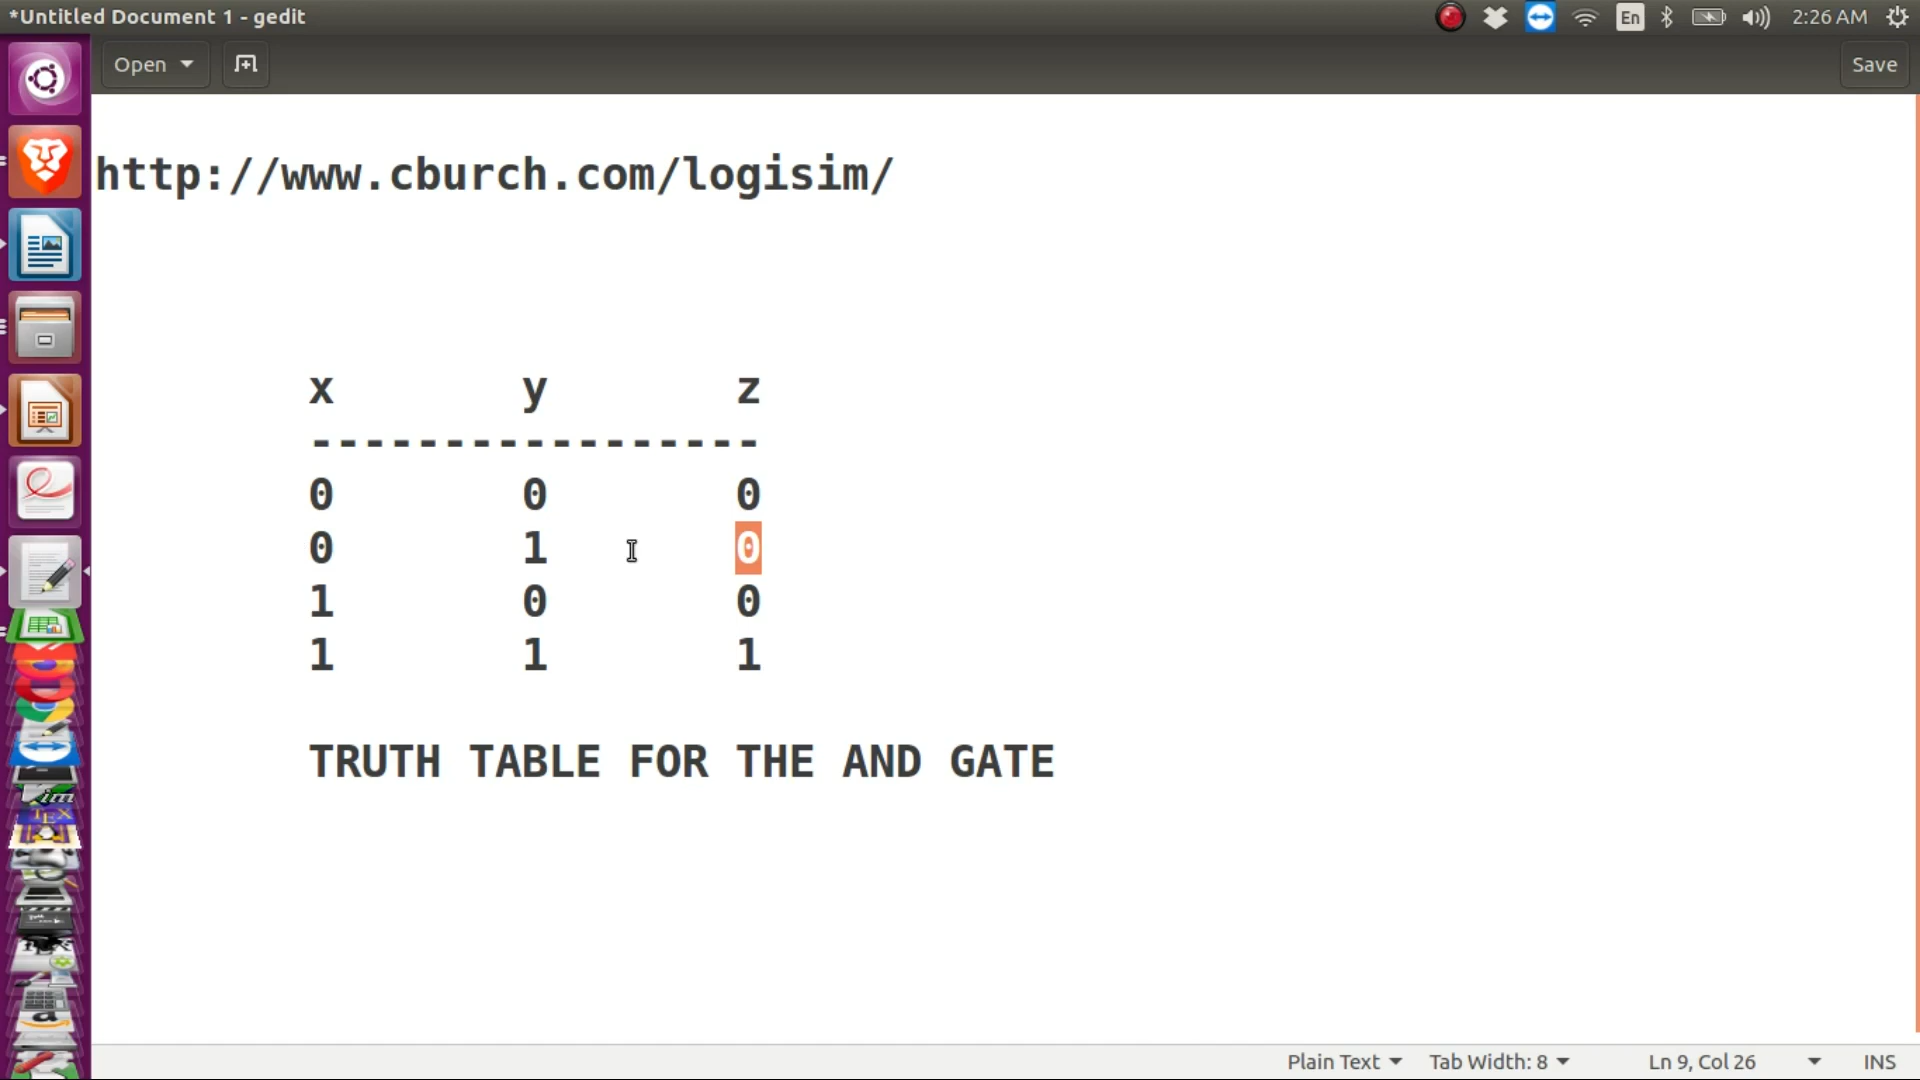 *Untitled Document 1 - gedit
En
2:26 AM
Open
Save
http://www.cburch.com/logisim/
x y z
-----------------
0 0 0
0 1 0
1 0 0
1 1 1
TRUTH TABLE FOR THE AND GATE
Plain Text
Tab Width: 8
Ln 9, Col 26
INS